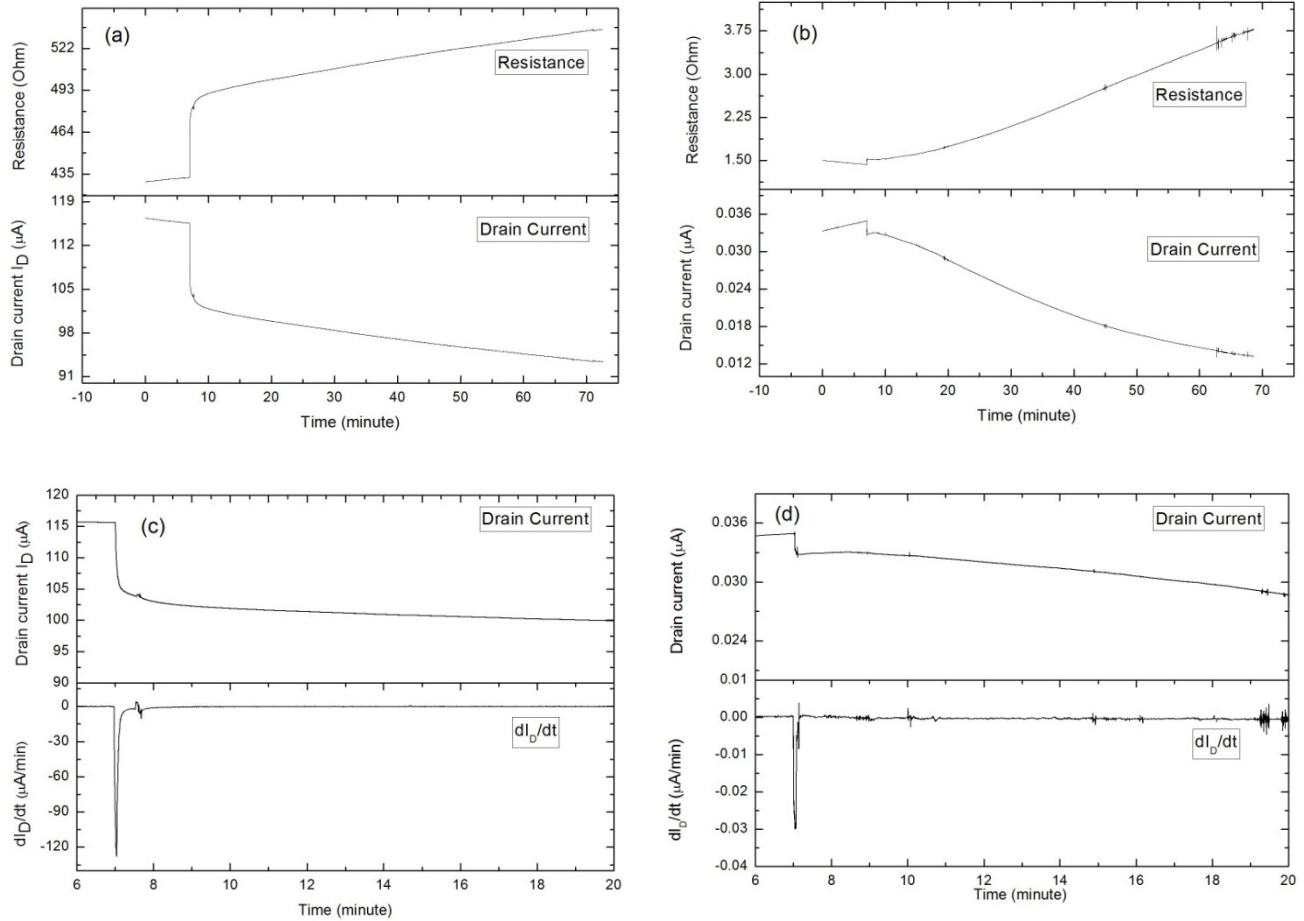 (a)
Resistance (Ohm)
522
493
464
435
Resistance
Drain current I_D (μA)
119
112
105
98
91
Drain Current
-10 0 10 20 30 40 50 60 70
Time (minute)
(b)
Resistance (Ohm)
3.75
3.00
2.25
1.50
Resistance
Drain current (μA)
0.036
0.030
0.024
0.018
0.012
Drain Current
-10 0 10 20 30 40 50 60 70
Time (minute)
(c)
Drain current I_D (μA)
120
115
110
105
100
95
90
Drain Current
dI_D/dt (μA/min)
0
-30
-60
-90
-120
dI_D/dt
6 8 10 12 14 16 18 20
Time (minute)
(d)
Drain current (μA)
0.036
0.030
0.024
Drain Current
dI_D/dt (μA/min)
0.01
0.00
-0.01
-0.02
-0.03
-0.04
dI_D/dt
6 8 10 12 14 16 18 20
Time (minute)